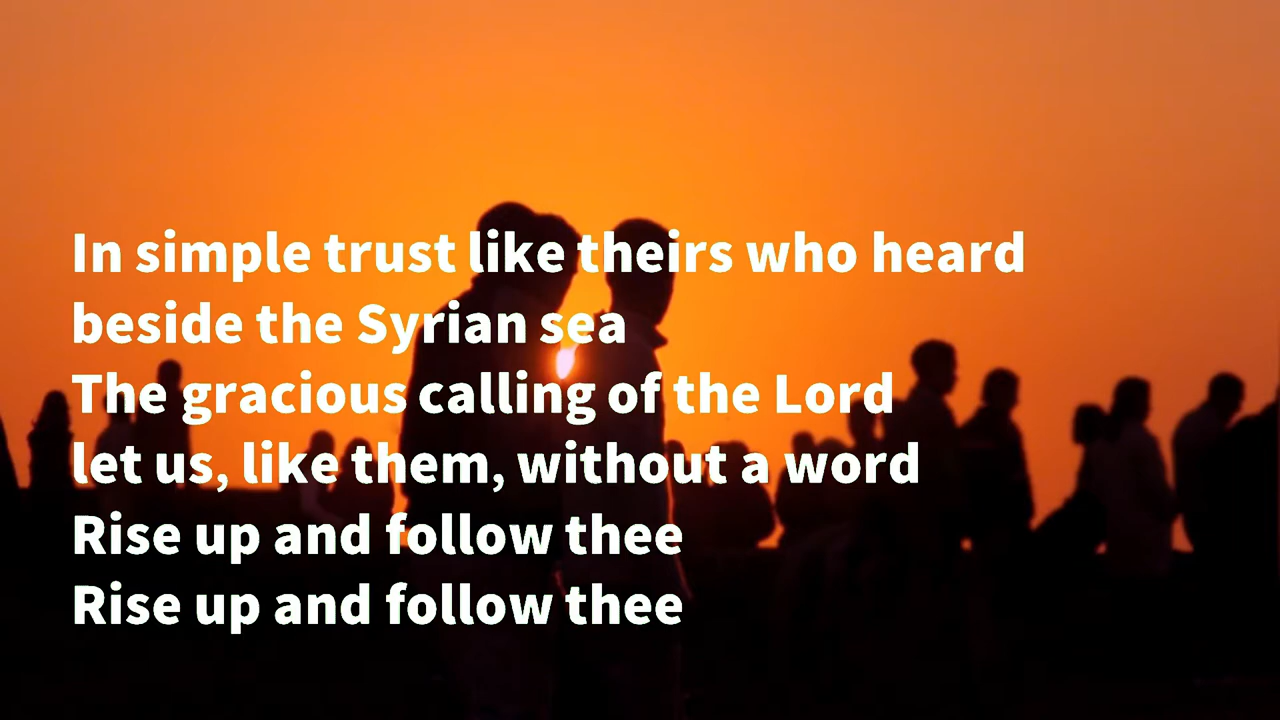 In simple trust like theirs who heard
beside the Syrian sea
The gracious calling of the Lord
let us, like them, without a word
Rise up and follow thee
Rise up and follow thee